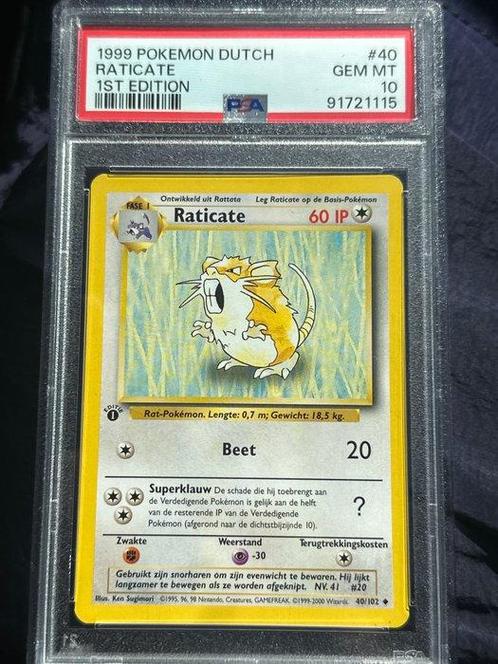 1999 POKEMON DUTCH #40
RATICATE GEM MT
1ST EDITION 10
PSA 91721115
Ontwikkeld uit Rattata Leg Raticate op de Basis-Pokémon
FASE 1
Raticate 60 IP
EDITIE
1
Rat-Pokémon. Lengte: 0,7 m; Gewicht: 18,5 kg.
Beet 20
Superklauw De schade die hij toebrengt aan
de Verdedigende Pokémon is gelijk aan de helft
van de resterende IP van de Verdedigende
Pokémon (afgerond naar de dichtstbijzijnde 10).
?
Zwakte Weerstand Terugtrekkingskosten
-30
Gebruikt zijn snorharen om zijn evenwicht te bewaren. Hij lijkt
langzamer te bewegen als ze worden afgeknipt. NV. 41 #20
Illus. Ken Sugimori ©1995, 96, 98 Nintendo, Creatures, GAMEFREAK. ©1999-2000 Wizards. 40/102